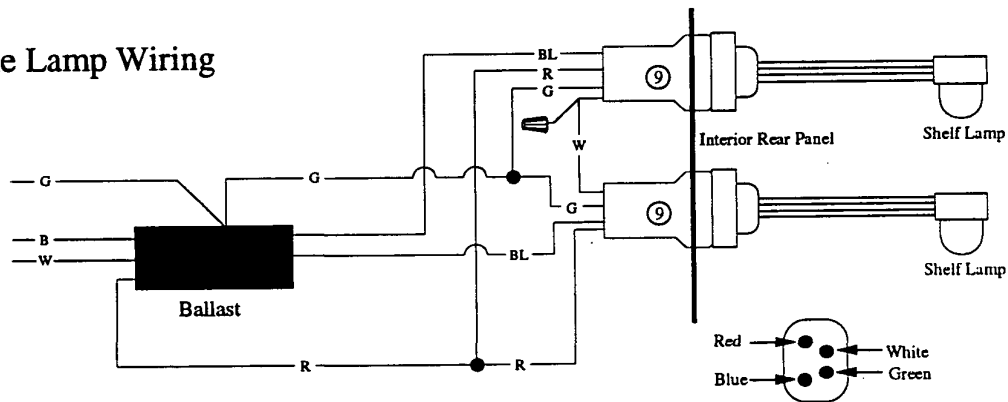 e Lamp Wiring
BL
R
G
9
Shelf Lamp
Interior Rear Panel
W
G
G
G
9
B
W
BL
Shelf Lamp
Ballast
Red
White
Blue
Green
R
R